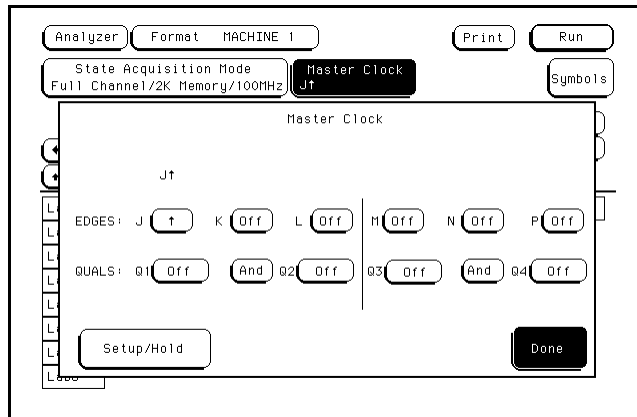 Analyzer Format MACHINE 1 Print Run
State Acquisition Mode
Full Channel/2K Memory/100MHz
Master Clock
J↑
Symbols
Master Clock
J↑
EDGES: J ↑ K Off L Off M Off N Off P Off
QUALS: Q1 Off And Q2 Off Q3 Off And Q4 Off
Setup/Hold Done